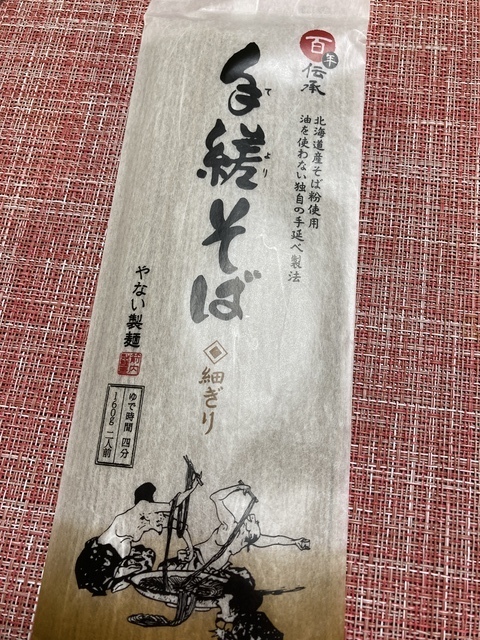 百年伝承
北海道産そば粉使用
油を使わない独自の手延べ製法
手縒そば
てより
細ぎり
やない製麺
ゆで時間 四分
160g 二人前